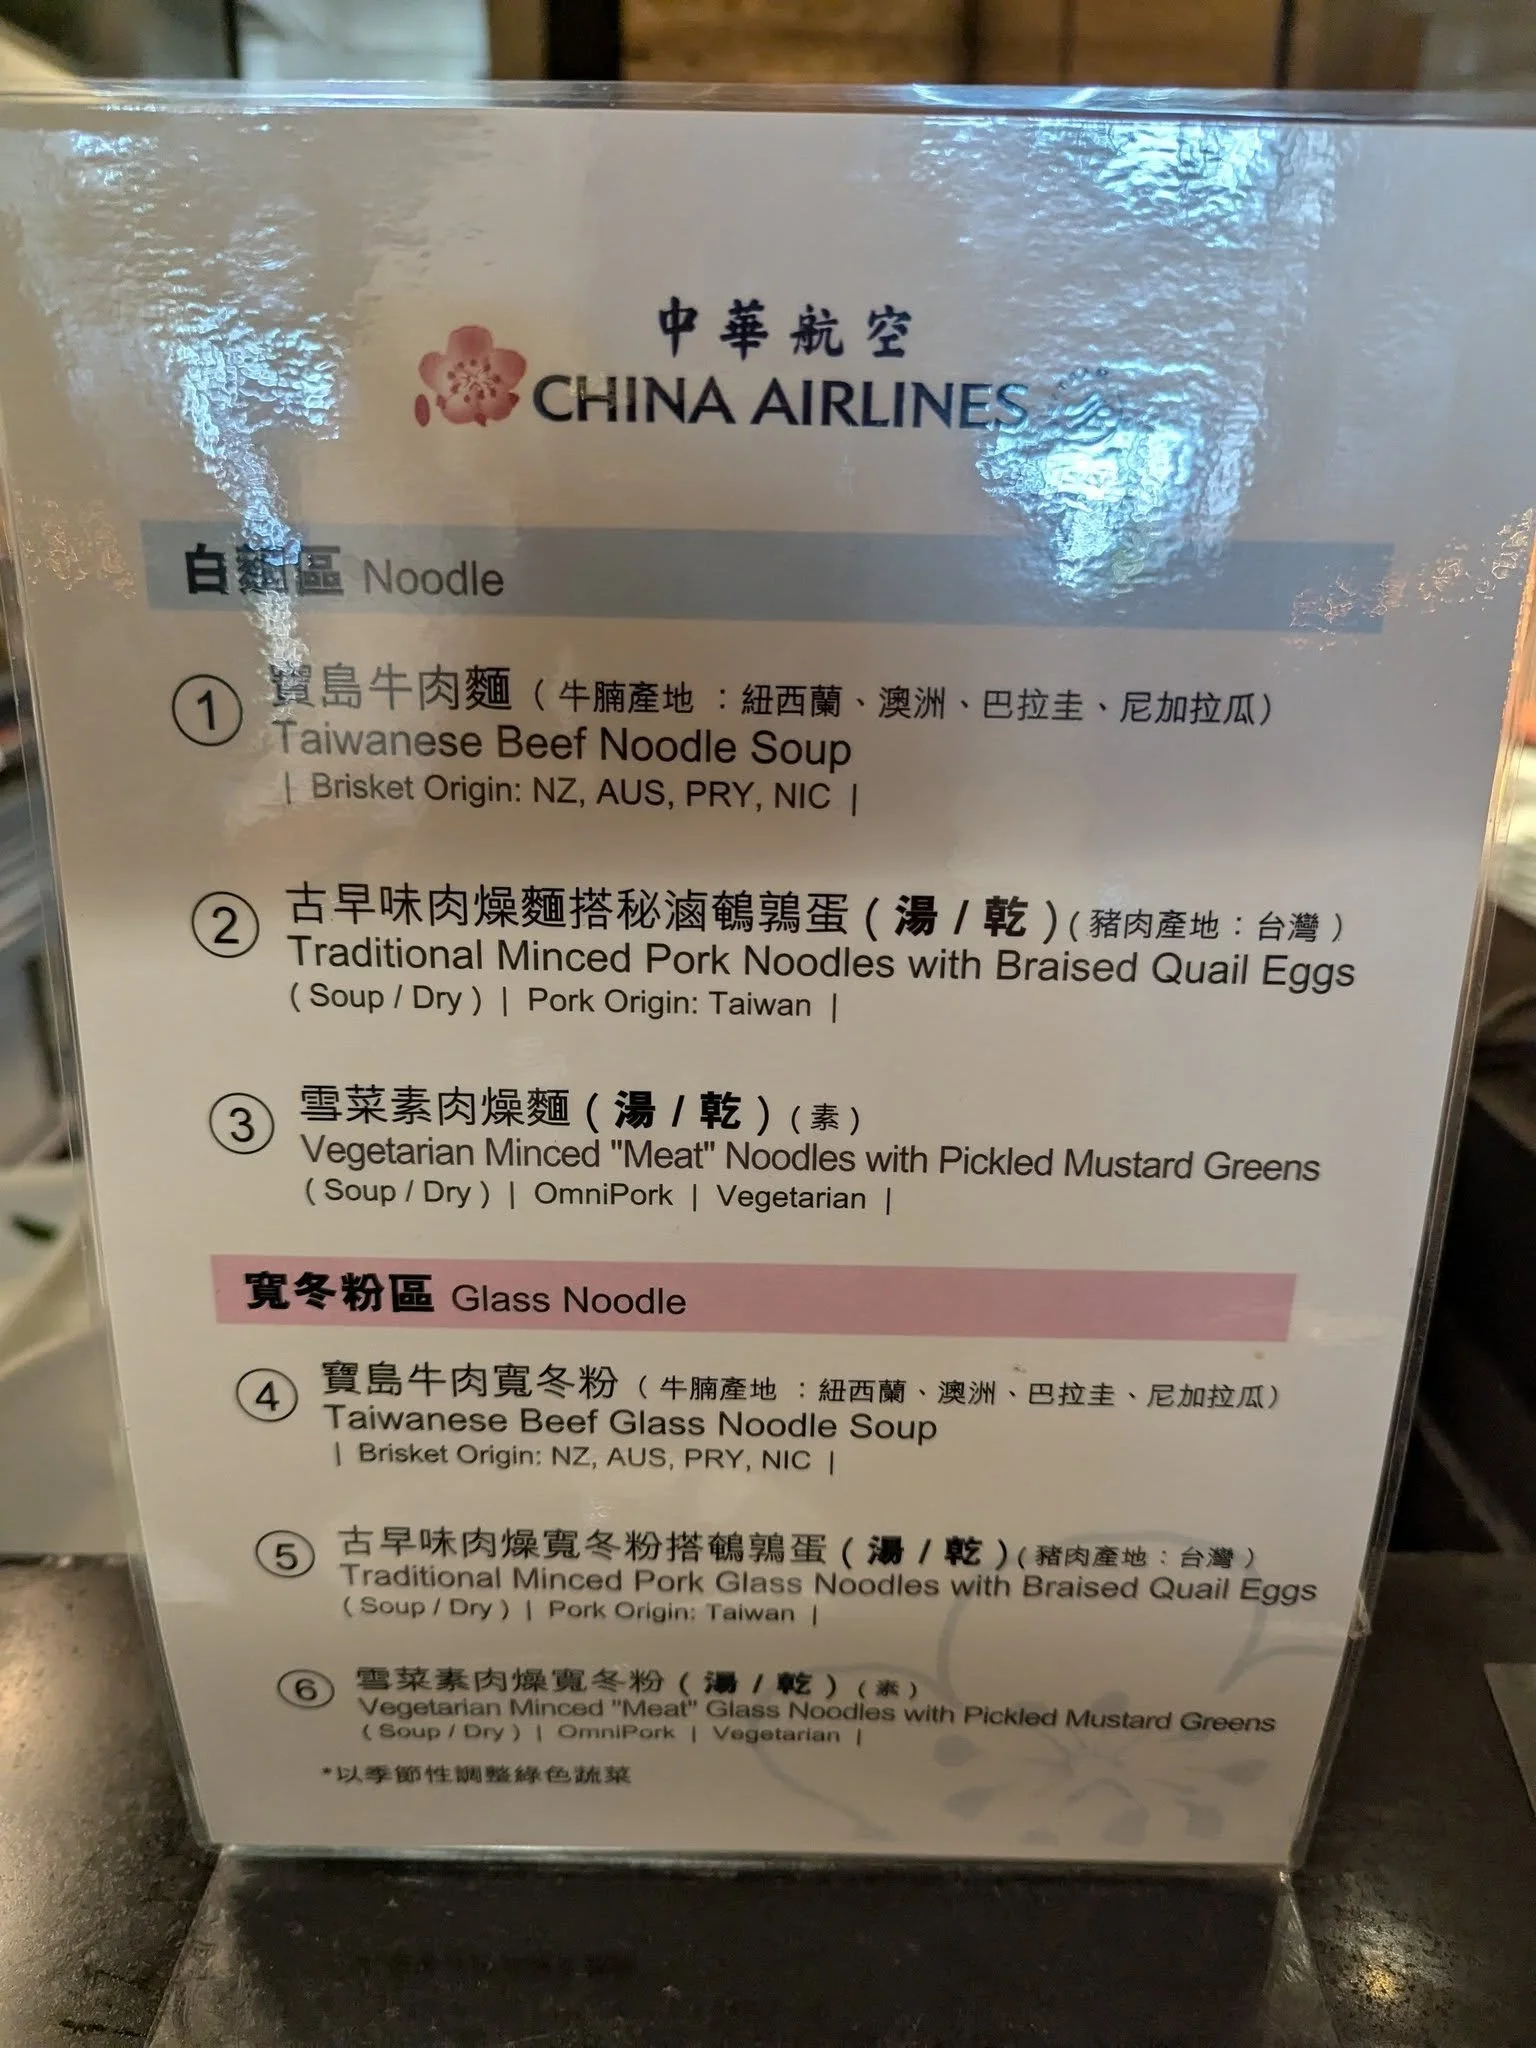 中華航空
CHINA AIRLINES
白麵區 Noodle
① 寶島牛肉麵 ( 牛腩產地 : 紐西蘭、澳洲、巴拉圭、尼加拉瓜)
Taiwanese Beef Noodle Soup
| Brisket Origin: NZ, AUS, PRY, NIC |
② 古早味肉燥麵搭秘滷鵪鶉蛋 ( 湯 / 乾 ) ( 豬肉產地 : 台灣 )
Traditional Minced Pork Noodles with Braised Quail Eggs
( Soup / Dry ) | Pork Origin: Taiwan |
③ 雪菜素肉燥麵 ( 湯 / 乾 ) ( 素 )
Vegetarian Minced "Meat" Noodles with Pickled Mustard Greens
( Soup / Dry ) | OmniPork | Vegetarian |
寬冬粉區 Glass Noodle
④ 寶島牛肉寬冬粉 ( 牛腩產地 : 紐西蘭、澳洲、巴拉圭、尼加拉瓜)
Taiwanese Beef Glass Noodle Soup
| Brisket Origin: NZ, AUS, PRY, NIC |
⑤ 古早味肉燥寬冬粉搭鵪鶉蛋 ( 湯 / 乾 ) ( 豬肉產地 : 台灣 )
Traditional Minced Pork Glass Noodles with Braised Quail Eggs
( Soup / Dry ) | Pork Origin: Taiwan |
⑥ 雪菜素肉燥寬冬粉 ( 湯 / 乾 ) ( 素 )
Vegetarian Minced "Meat" Glass Noodles with Pickled Mustard Greens
( Soup / Dry ) | OmniPork | Vegetarian |
*以季節性調整綠色蔬菜